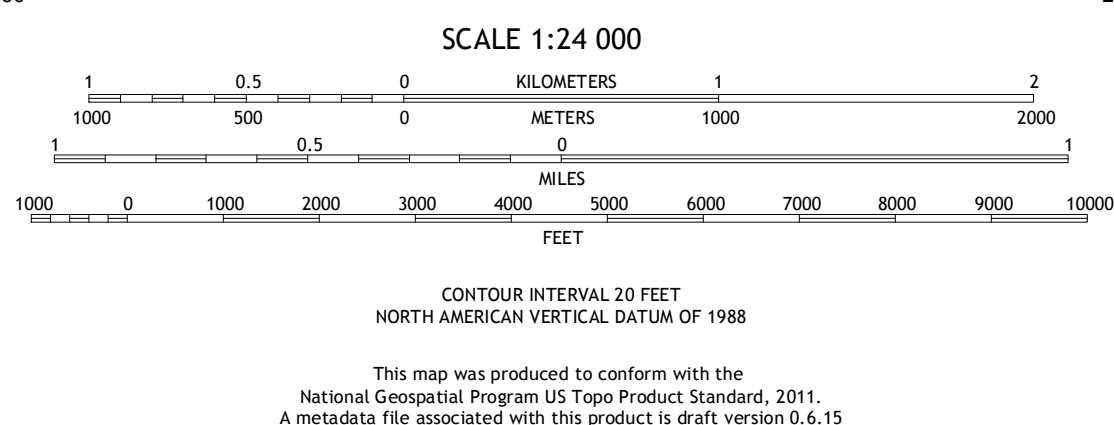 SCALE 1:24 000
1 0.5 0 KILOMETERS 1 2
1000 500 0 METERS 1000 2000
1 0.5 0 1
MILES
1000 0 1000 2000 3000 4000 5000 6000 7000 8000 9000 10000
FEET
CONTOUR INTERVAL 20 FEET
NORTH AMERICAN VERTICAL DATUM OF 1988
This map was produced to conform with the
National Geospatial Program US Topo Product Standard, 2011.
A metadata file associated with this product is draft version 0.6.15